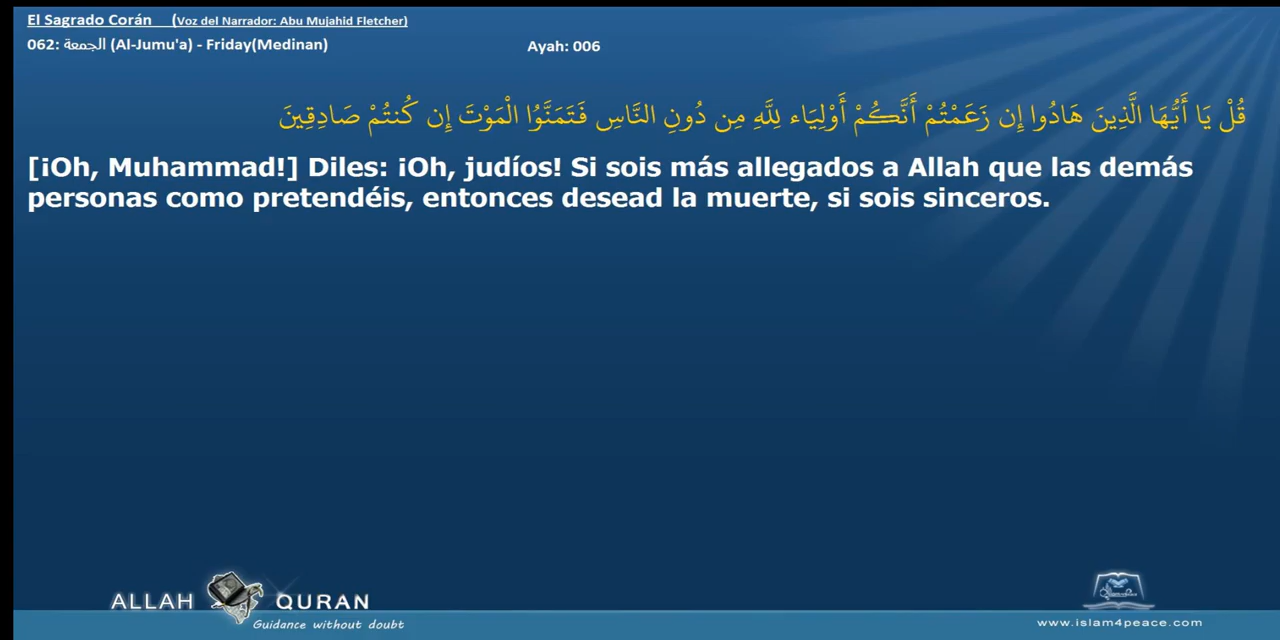 El Sagrado Corán (Voz del Narrador: Abu Mujahid Fletcher)
062: الجمعة (Al-Jumu'a) - Friday(Medinan) Ayah: 006
قُلْ يَا أَيُّهَا الَّذِينَ هَادُوا إِن زَعَمْتُمْ أَنَّكُمْ أَوْلِيَاء لِلَّهِ مِن دُونِ النَّاسِ فَتَمَنَّوُا الْمَوْتَ إِن كُنتُمْ صَادِقِينَ
[¡Oh, Muhammad!] Diles: ¡Oh, judíos! Si sois más allegados a Allah que las demás
personas como pretendéis, entonces desead la muerte, si sois sinceros.
ALLAH QURAN
Guidance without doubt
www.islam4peace.com